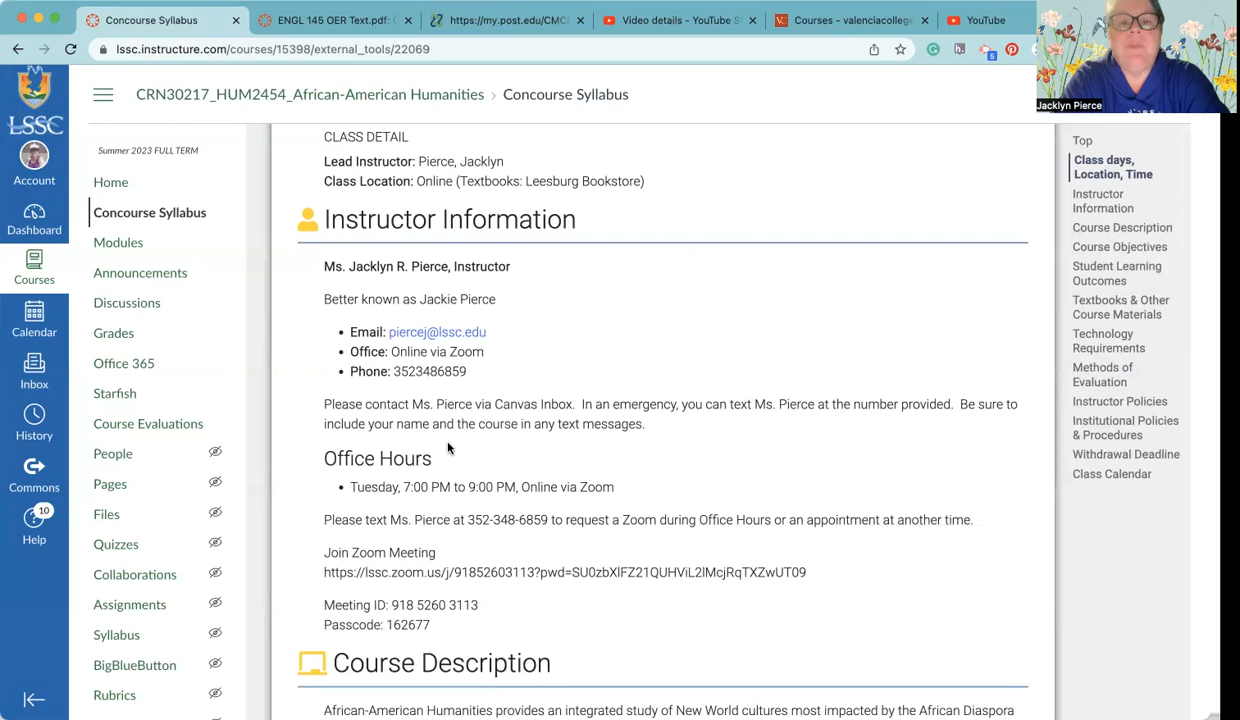 Concourse Syllabus
ENGL 145 OER Text.pdf:
https://my.post.edu/CMC
Video details - YouTube S
Courses - valenciacolleg
YouTube
lssc.instructure.com/courses/15398/external_tools/22069
5
LSSC
Account
Dashboard
Courses
Calendar
Inbox
History
Commons
10
Help
CRN30217_HUM2454_African-American Humanities › Concourse Syllabus
Jacklyn Pierce
Summer 2023 FULL TERM
Home
Concourse Syllabus
Modules
Announcements
Discussions
Grades
Office 365
Starfish
Course Evaluations
People
Pages
Files
Quizzes
Collaborations
Assignments
Syllabus
BigBlueButton
Rubrics
CLASS DETAIL
Lead Instructor: Pierce, Jacklyn
Class Location: Online (Textbooks: Leesburg Bookstore)
Instructor Information
Ms. Jacklyn R. Pierce, Instructor
Better known as Jackie Pierce
• Email: piercej@lssc.edu
• Office: Online via Zoom
• Phone: 3523486859
Please contact Ms. Pierce via Canvas Inbox. In an emergency, you can text Ms. Pierce at the number provided. Be sure to
include your name and the course in any text messages.
Office Hours
• Tuesday, 7:00 PM to 9:00 PM, Online via Zoom
Please text Ms. Pierce at 352-348-6859 to request a Zoom during Office Hours or an appointment at another time.
Join Zoom Meeting
https://lssc.zoom.us/j/91852603113?pwd=SU0zbXlFZ21QUHViL2lMcjRqTXZwUT09
Meeting ID: 918 5260 3113
Passcode: 162677
Course Description
African-American Humanities provides an integrated study of New World cultures most impacted by the African Diaspora
Top
Class days,
Location, Time
Instructor
Information
Course Description
Course Objectives
Student Learning
Outcomes
Textbooks & Other
Course Materials
Technology
Requirements
Methods of
Evaluation
Instructor Policies
Institutional Policies
& Procedures
Withdrawal Deadline
Class Calendar